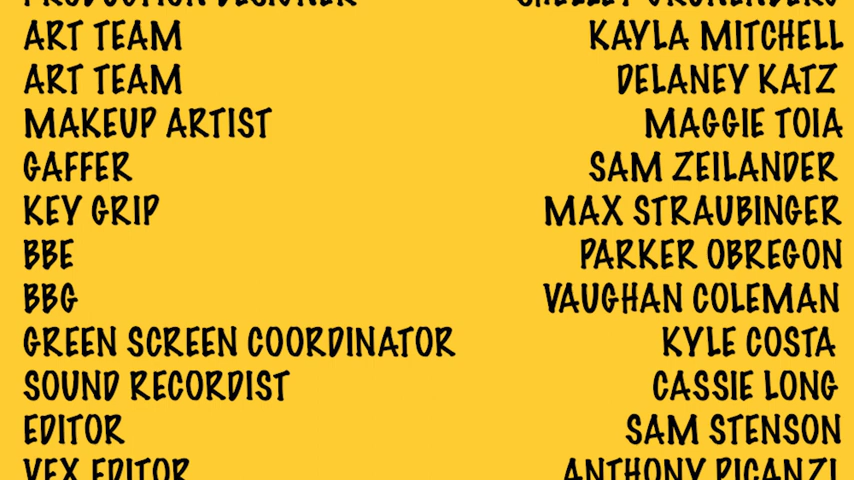 PRODUCTION DESIGNER
ART TEAM KAYLA MITCHELL
ART TEAM DELANEY KATZ
MAKEUP ARTIST MAGGIE TOIA
GAFFER SAM ZEILANDER
KEY GRIP MAX STRAUBINGER
BBE PARKER OBREGON
BBG VAUGHAN COLEMAN
GREEN SCREEN COORDINATOR KYLE COSTA
SOUND RECORDIST CASSIE LONG
EDITOR SAM STENSON
VFX EDITOR ANTHONY PICANZI